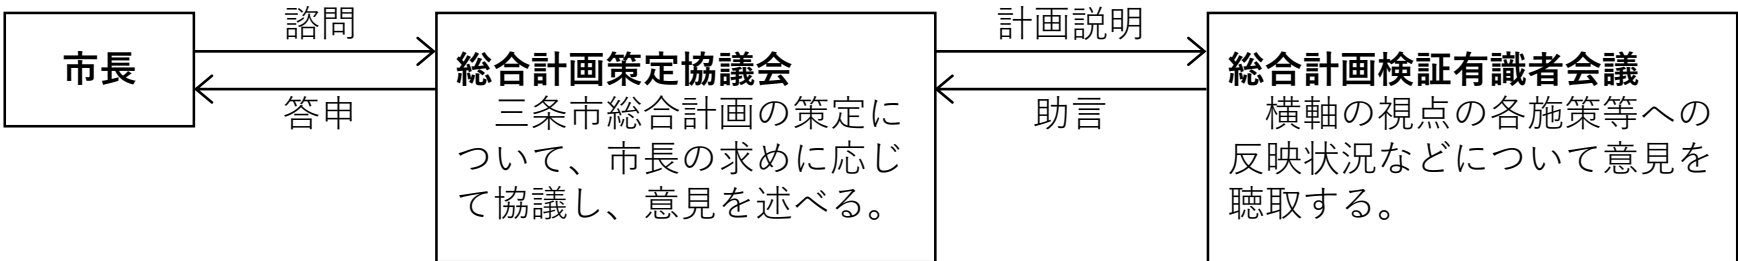 市長
諮問
答申
総合計画策定協議会
三条市総合計画の策定に
ついて、市長の求めに応じ
て協議し、意見を述べる。
計画説明
助言
総合計画検証有識者会議
横軸の視点の各施策等への
反映状況などについて意見を
聴取する。